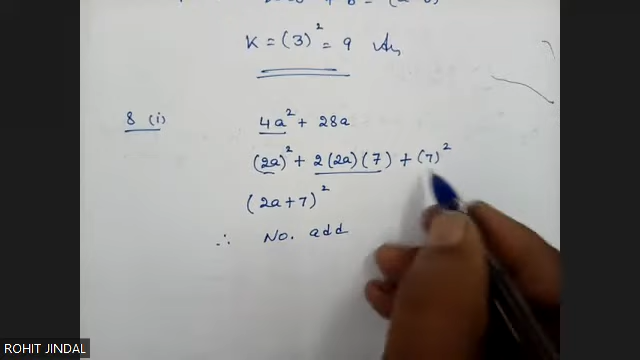 K = (3)² = 9 Ans
8 (i) 4a² + 28a
(2a)² + 2(2a)(7) + (7)²
(2a+7)²
∴ No. add
ROHIT JINDAL